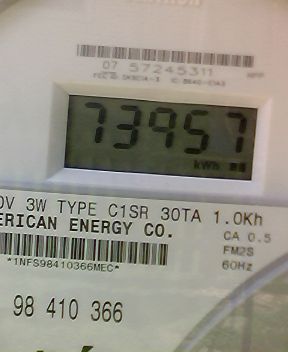 07 57245311
73957
kWh
0V 3W TYPE C1SR 30TA 1.0Kh
ERICAN ENERGY CO.
CA 0.5
FM2S
60Hz
*1NFS98410366MEC*
98 410 366